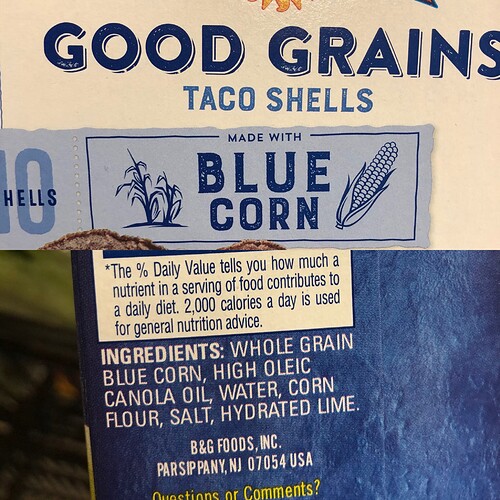 GOOD GRAINS
TACO SHELLS
MADE WITH
BLUE
CORN
10
HELLS
*The % Daily Value tells you how much a
nutrient in a serving of food contributes to
a daily diet. 2,000 calories a day is used
for general nutrition advice.
INGREDIENTS: WHOLE GRAIN
BLUE CORN, HIGH OLEIC
CANOLA OIL, WATER, CORN
FLOUR, SALT, HYDRATED LIME.
B&G FOODS, INC.
PARSIPPANY, NJ 07054 USA
Questions or Comments?